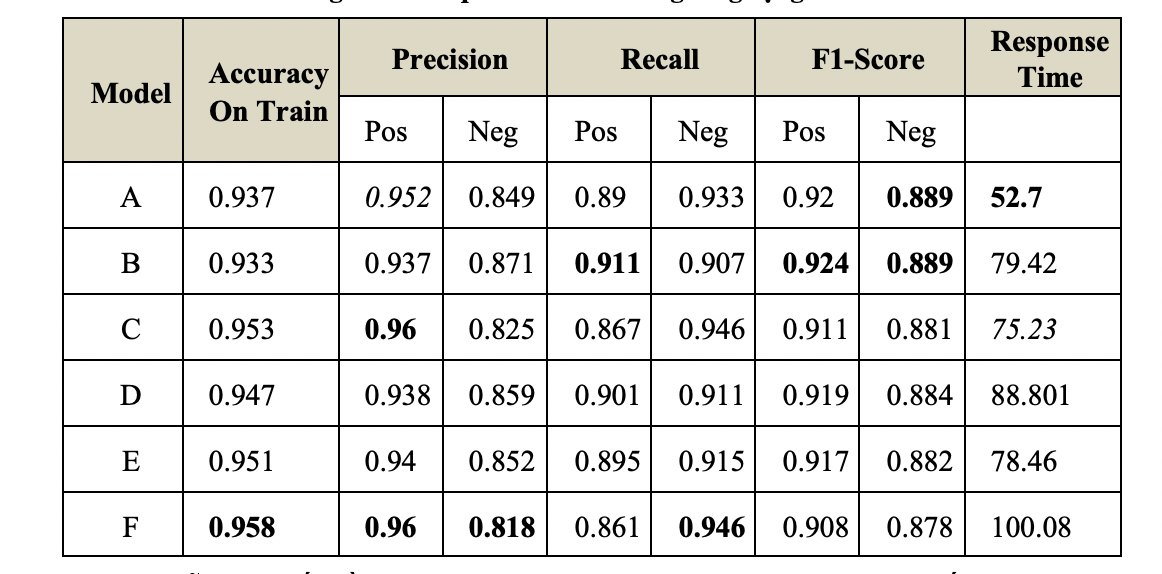 Model Accuracy On Train Precision Recall F1-Score Response Time
Pos Neg Pos Neg Pos Neg
A 0.937 0.952 0.849 0.89 0.933 0.92 0.889 52.7
B 0.933 0.937 0.871 0.911 0.907 0.924 0.889 79.42
C 0.953 0.96 0.825 0.867 0.946 0.911 0.881 75.23
D 0.947 0.938 0.859 0.901 0.911 0.919 0.884 88.801
E 0.951 0.94 0.852 0.895 0.915 0.917 0.882 78.46
F 0.958 0.96 0.818 0.861 0.946 0.908 0.878 100.08